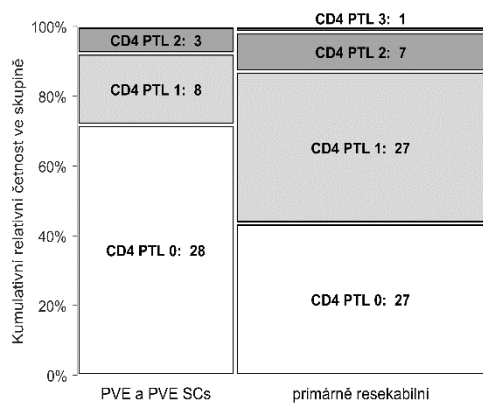 CD4 PTL 3: 1
100%
80%
60%
40%
20%
0%
Kumulativní relativní četnost ve skupině
CD4 PTL 2: 3
CD4 PTL 1: 8
CD4 PTL 0: 28
CD4 PTL 2: 7
CD4 PTL 1: 27
CD4 PTL 0: 27
PVE a PVE SCs
primárně resekabilní